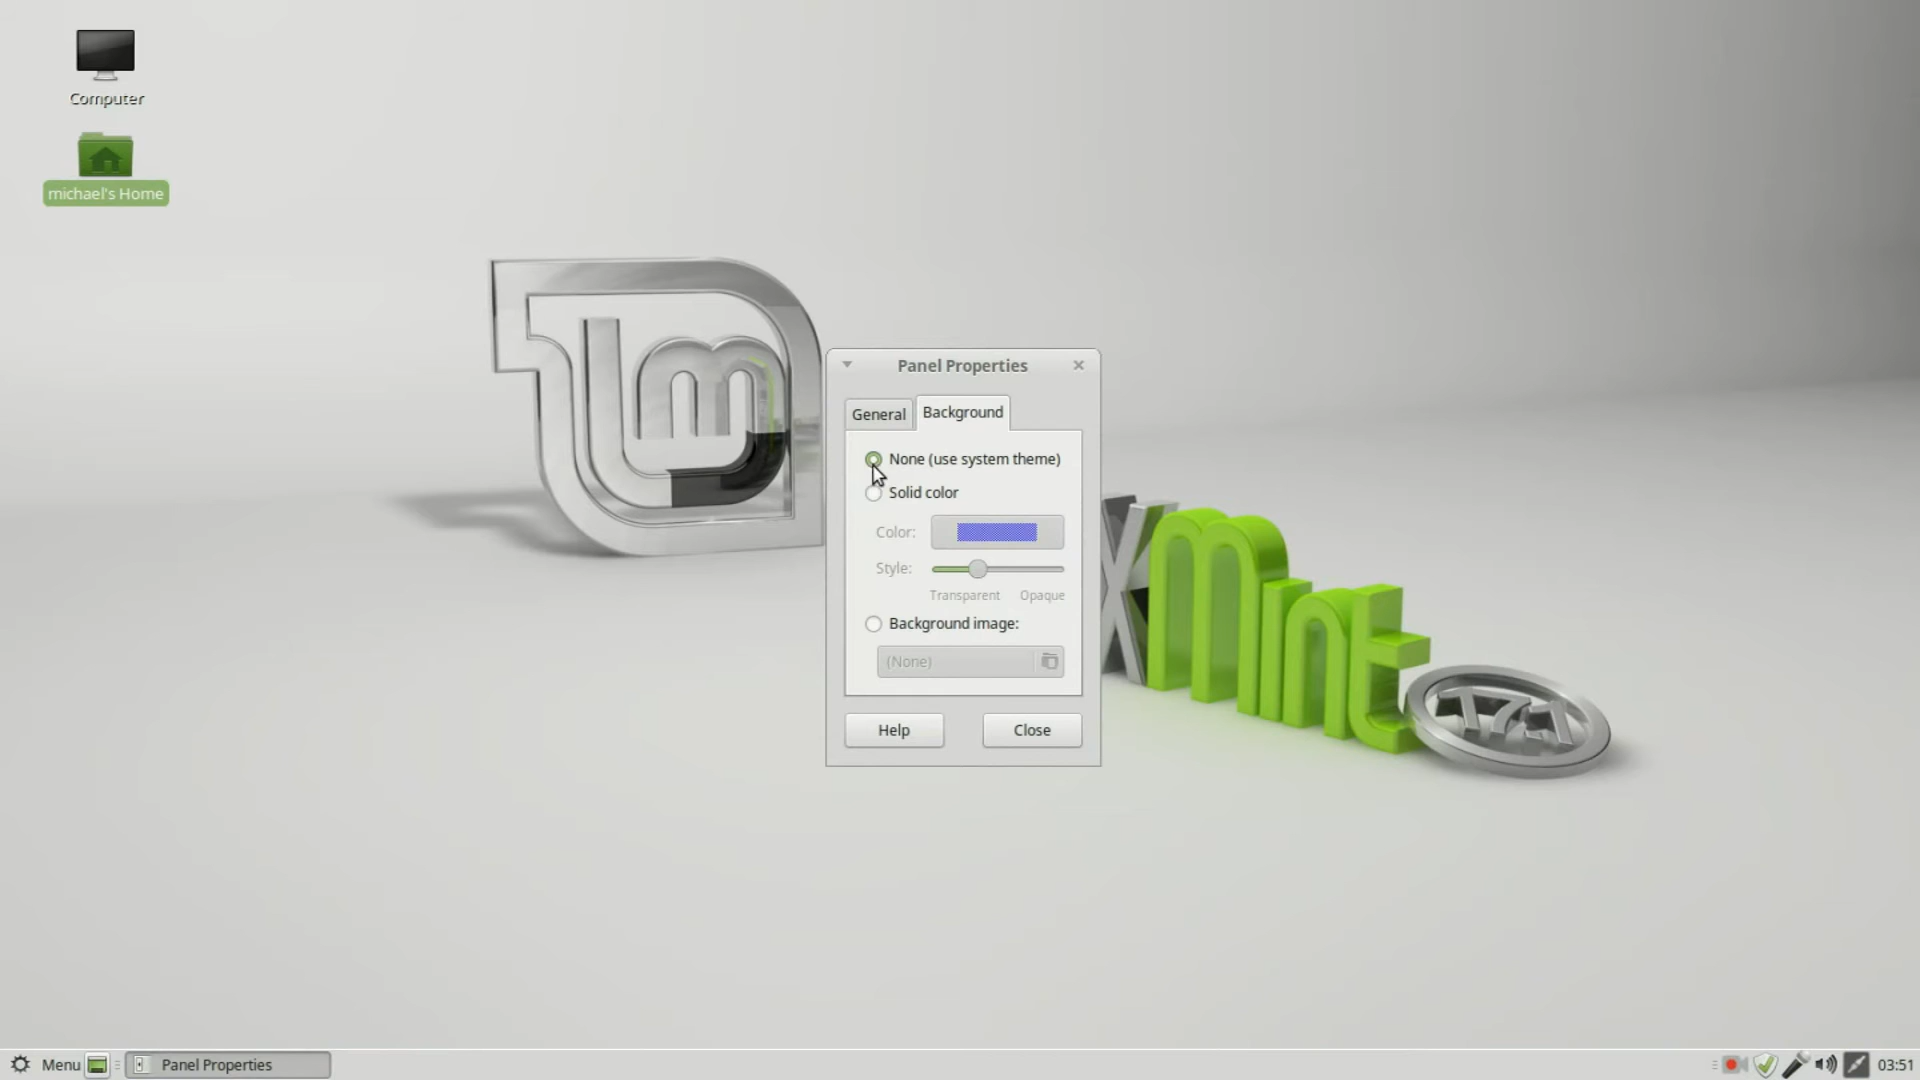 Computer
michael's Home
Panel Properties
General
Background
None (use system theme)
Solid color
Color:
Style:
Transparent Opaque
Background image:
(None)
Help
Close
x Mint
17.1
Menu
Panel Properties
03:51